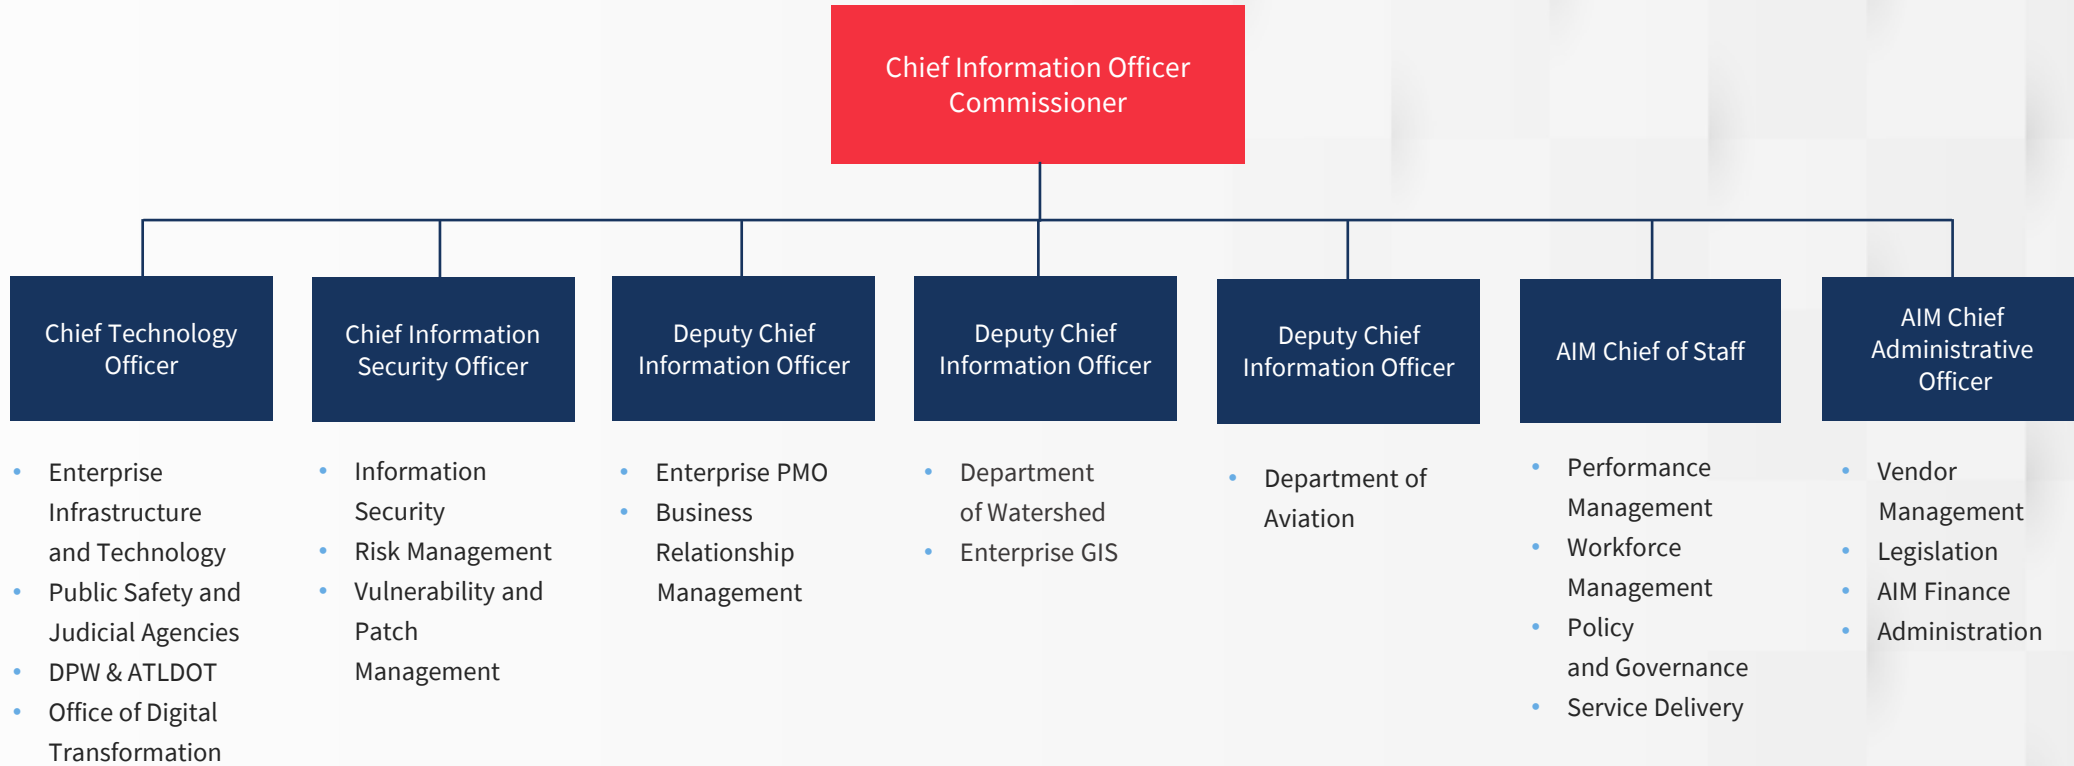 Chief Information Officer
Commissioner
Chief Technology
Officer
Chief Information
Security Officer
Deputy Chief
Information Officer
Deputy Chief
Information Officer
Deputy Chief
Information Officer
AIM Chief of Staff
AIM Chief
Administrative
Officer
• Enterprise
Infrastructure
and Technology
• Public Safety and
Judicial Agencies
• DPW & ATLDOT
• Office of Digital
Transformation
• Information
Security
• Risk Management
• Vulnerability and
Patch
Management
• Enterprise PMO
• Business
Relationship
Management
• Department
of Watershed
• Enterprise GIS
• Department of
Aviation
• Performance
Management
• Workforce
Management
• Policy
and Governance
• Service Delivery
• Vendor
Management
• Legislation
• AIM Finance
• Administration